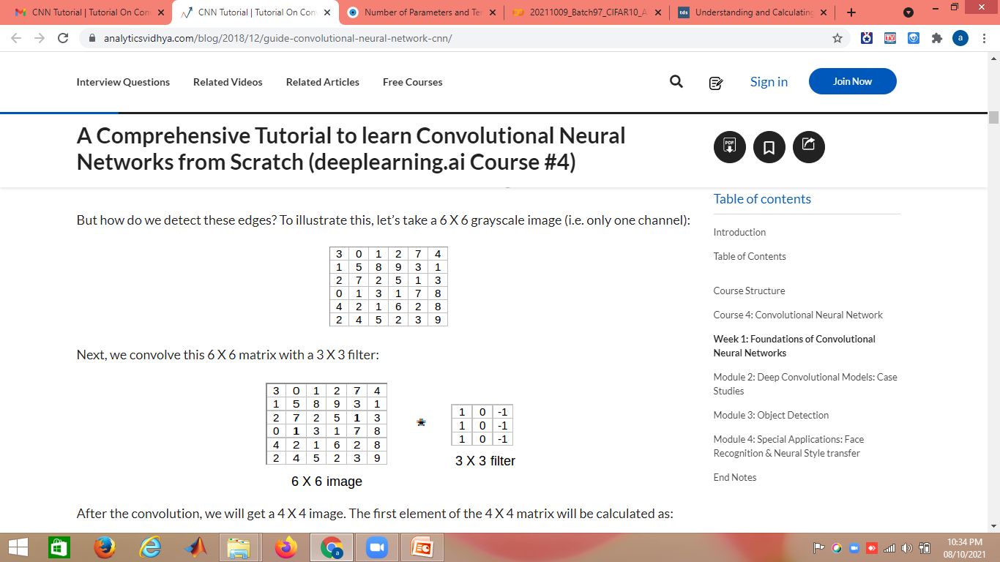 CNN Tutorial | Tutorial On Con
CNN Tutorial | Tutorial On Con
Number of Parameters and Te
20211009_Batch97_CIFAR10_A
Understanding and Calculating
analyticsvidhya.com/blog/2018/12/guide-convolutional-neural-network-cnn/
Interview Questions Related Videos Related Articles Free Courses
Sign in
Join Now
A Comprehensive Tutorial to learn Convolutional Neural
Networks from Scratch (deeplearning.ai Course #4)
PDF
But how do we detect these edges? To illustrate this, let's take a 6 X 6 grayscale image (i.e. only one channel):
3 0 1 2 7 4
1 5 8 9 3 1
2 7 2 5 1 3
0 1 3 1 7 8
4 2 1 6 2 8
2 4 5 2 3 9
Next, we convolve this 6 X 6 matrix with a 3 X 3 filter:
3 0 1 2 7 4
1 5 8 9 3 1
2 7 2 5 1 3
0 1 3 1 7 8
4 2 1 6 2 8
2 4 5 2 3 9
6 X 6 image
*
1 0 -1
1 0 -1
1 0 -1
3 X 3 filter
After the convolution, we will get a 4 X 4 image. The first element of the 4 X 4 matrix will be calculated as:
Table of contents
Introduction
Table of Contents
Course Structure
Course 4: Convolutional Neural Network
Week 1: Foundations of Convolutional
Neural Networks
Module 2: Deep Convolutional Models: Case
Studies
Module 3: Object Detection
Module 4: Special Applications: Face
Recognition & Neural Style transfer
End Notes
10:34 PM
08/10/2021